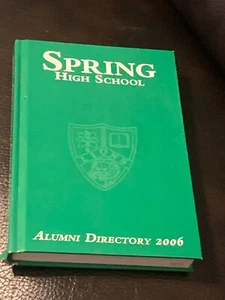 SPRING
HIGH SCHOOL
ALUMNI DIRECTORY 2006